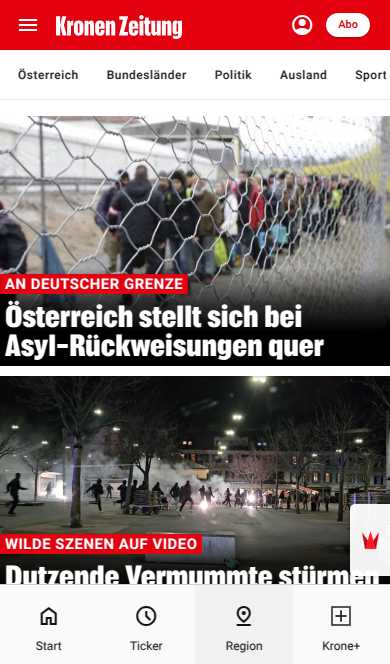 Kronen Zeitung
Abo
Österreich Bundesländer Politik Ausland Sport
AN DEUTSCHER GRENZE
Österreich stellt sich bei
Asyl-Rückweisungen quer
WILDE SZENEN AUF VIDEO
Dutzende Vermummte stürmen
Start Ticker Region Krone+